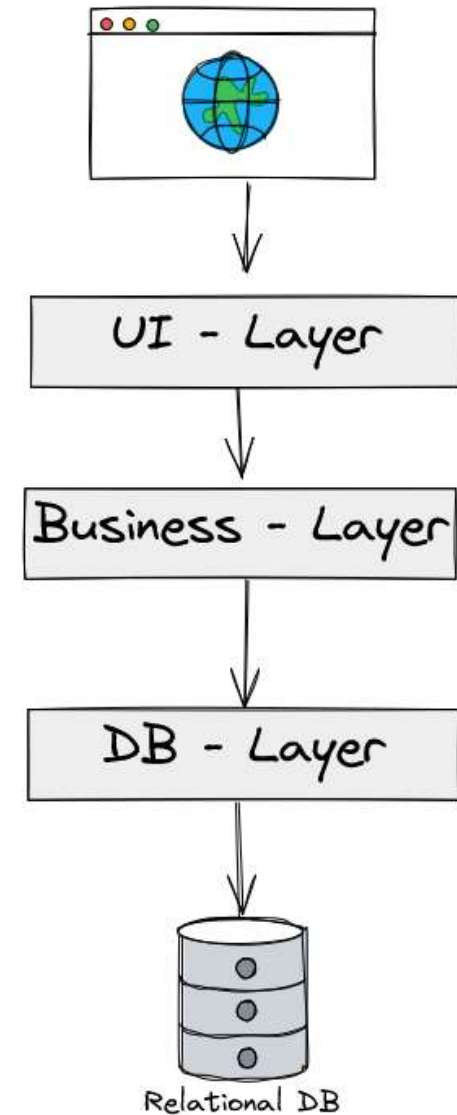 UI - Layer
Business - Layer
DB - Layer
Relational DB